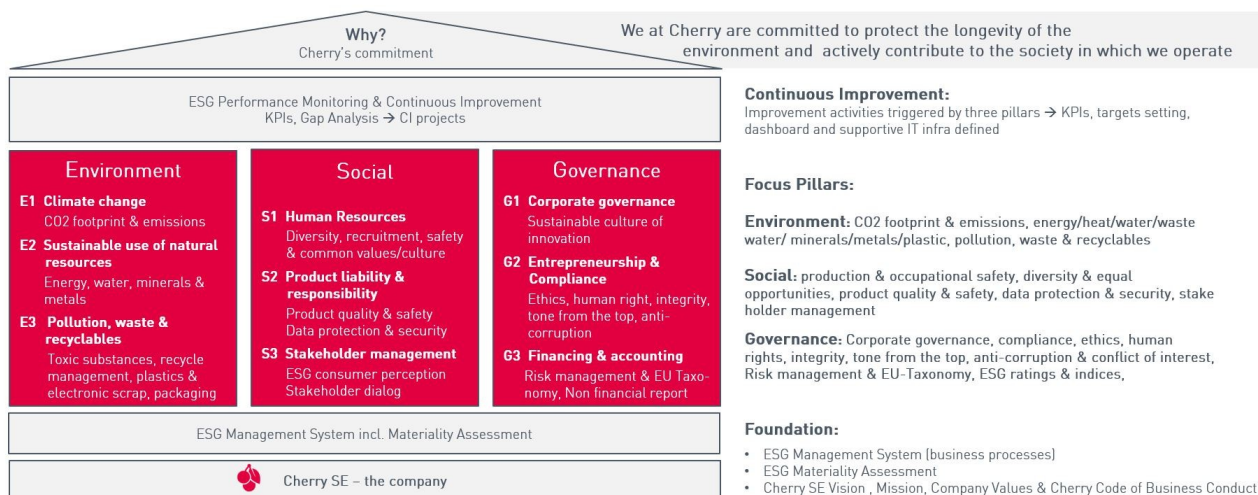 Why?
Cherry's commitment
We at Cherry are committed to protect the longevity of the
environment and actively contribute to the society in which we operate
ESG Performance Monitoring & Continuous Improvement
KPIs, Gap Analysis → CI projects
Continuous Improvement:
Improvement activities triggered by three pillars → KPIs, targets setting,
dashboard and supportive IT infra defined
Environment
E1 Climate change
CO2 footprint & emissions
E2 Sustainable use of natural
resources
Energy, water, minerals &
metals
E3 Pollution, waste &
recyclables
Toxic substances, recycle
management, plastics &
electronic scrap, packaging
Social
S1 Human Resources
Diversity, recruitment, safety
& common values/culture
S2 Product liability &
responsibility
Product quality & safety
Data protection & security
S3 Stakeholder management
ESG consumer perception
Stakeholder dialog
Governance
G1 Corporate governance
Sustainable culture of
innovation
G2 Entrepreneurship &
Compliance
Ethics, human right, integrity,
tone from the top, anti-
corruption
G3 Financing & accounting
Risk management & EU Taxo-
nomy, Non financial report
Focus Pillars:
Environment: CO2 footprint & emissions, energy/heat/water/waste
water/ minerals/metals/plastic, pollution, waste & recyclables
Social: production & occupational safety, diversity & equal
opportunities, product quality & safety, data protection & security, stake
holder management
Governance: Corporate governance, compliance, ethics, human
rights, integrity, tone from the top, anti-corruption & conflict of interest,
Risk management & EU-Taxonomy, ESG ratings & indices,
ESG Management System incl. Materiality Assessment
Cherry SE – the company
Foundation:
• ESG Management System (business processes)
• ESG Materiality Assessment
• Cherry SE Vision , Mission, Company Values & Cherry Code of Business Conduct